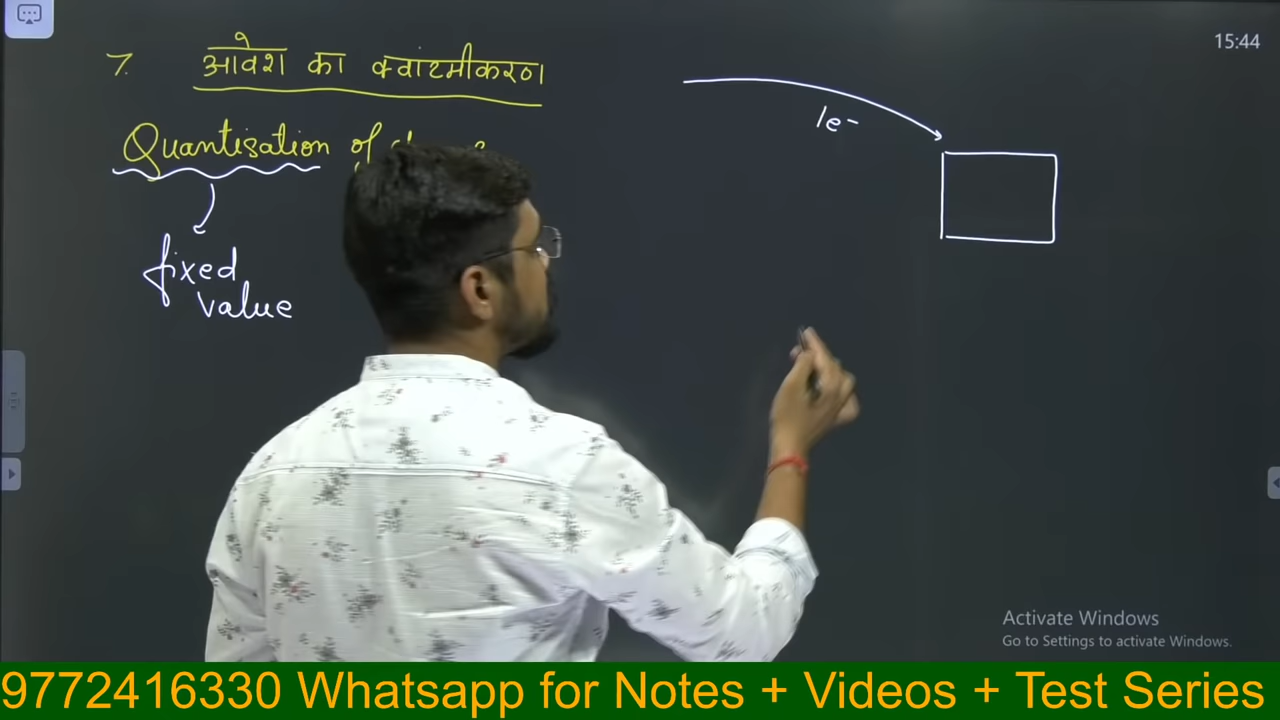 7. आवेश का क्वांटमीकरण
15:44
Quantisation of
1e-
fixed
value
Activate Windows
Go to Settings to activate Windows.
9772416330 Whatsapp for Notes + Videos + Test Series